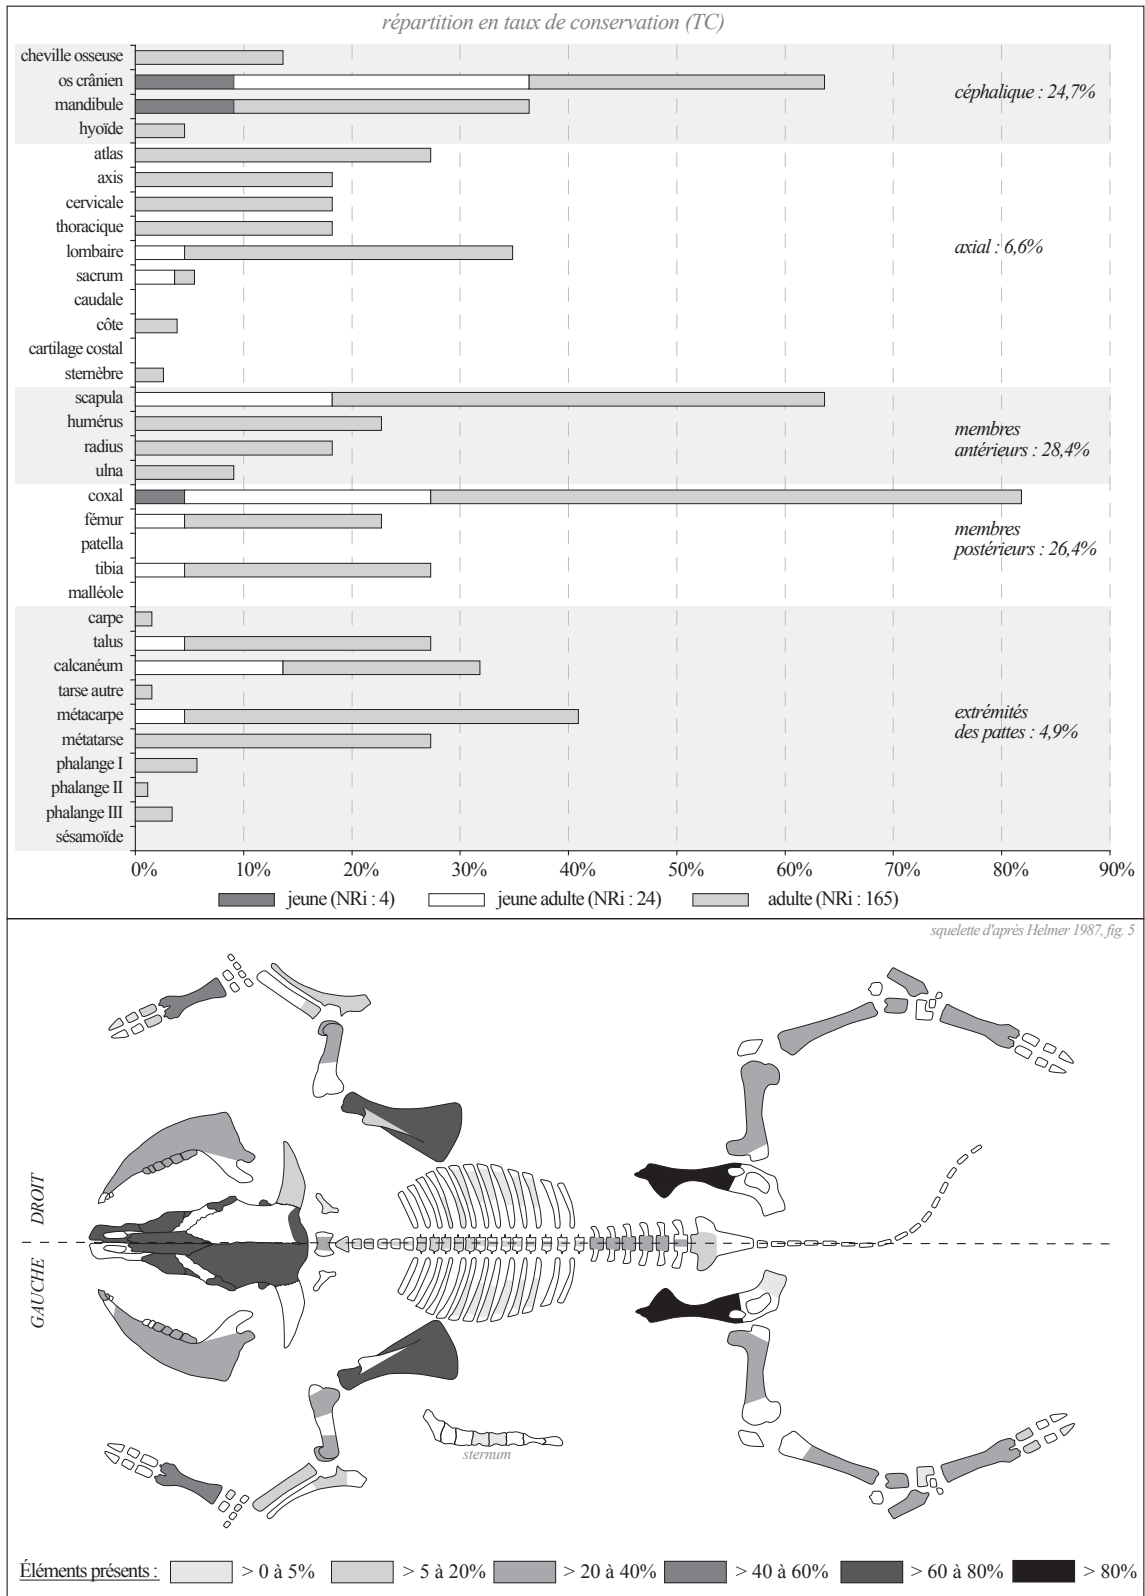 répartition en taux de conservation (TC)
cheville osseuse
os crânien
mandibule
hyoïde
céphalique : 24,7%
atlas
axis
cervicale
thoracique
lombaire
sacrum
caudale
côte
cartilage costal
sternèbre
axial : 6,6%
scapula
humérus
radius
ulna
membres
antérieurs : 28,4%
coxal
fémur
patella
tibia
malléole
membres
postérieurs : 26,4%
carpe
talus
calcanéum
tarse autre
métacarpe
métatarse
phalange I
phalange II
phalange III
sésamoïde
extrémités
des pattes : 4,9%
0% 10% 20% 30% 40% 50% 60% 70% 80% 90%
jeune (NRi : 4) jeune adulte (NRi : 24) adulte (NRi : 165)
squelette d'après Helmer 1987, fig. 5
DROIT
GAUCHE
sternum
Éléments présents : > 0 à 5% > 5 à 20% > 20 à 40% > 40 à 60% > 60 à 80% > 80%